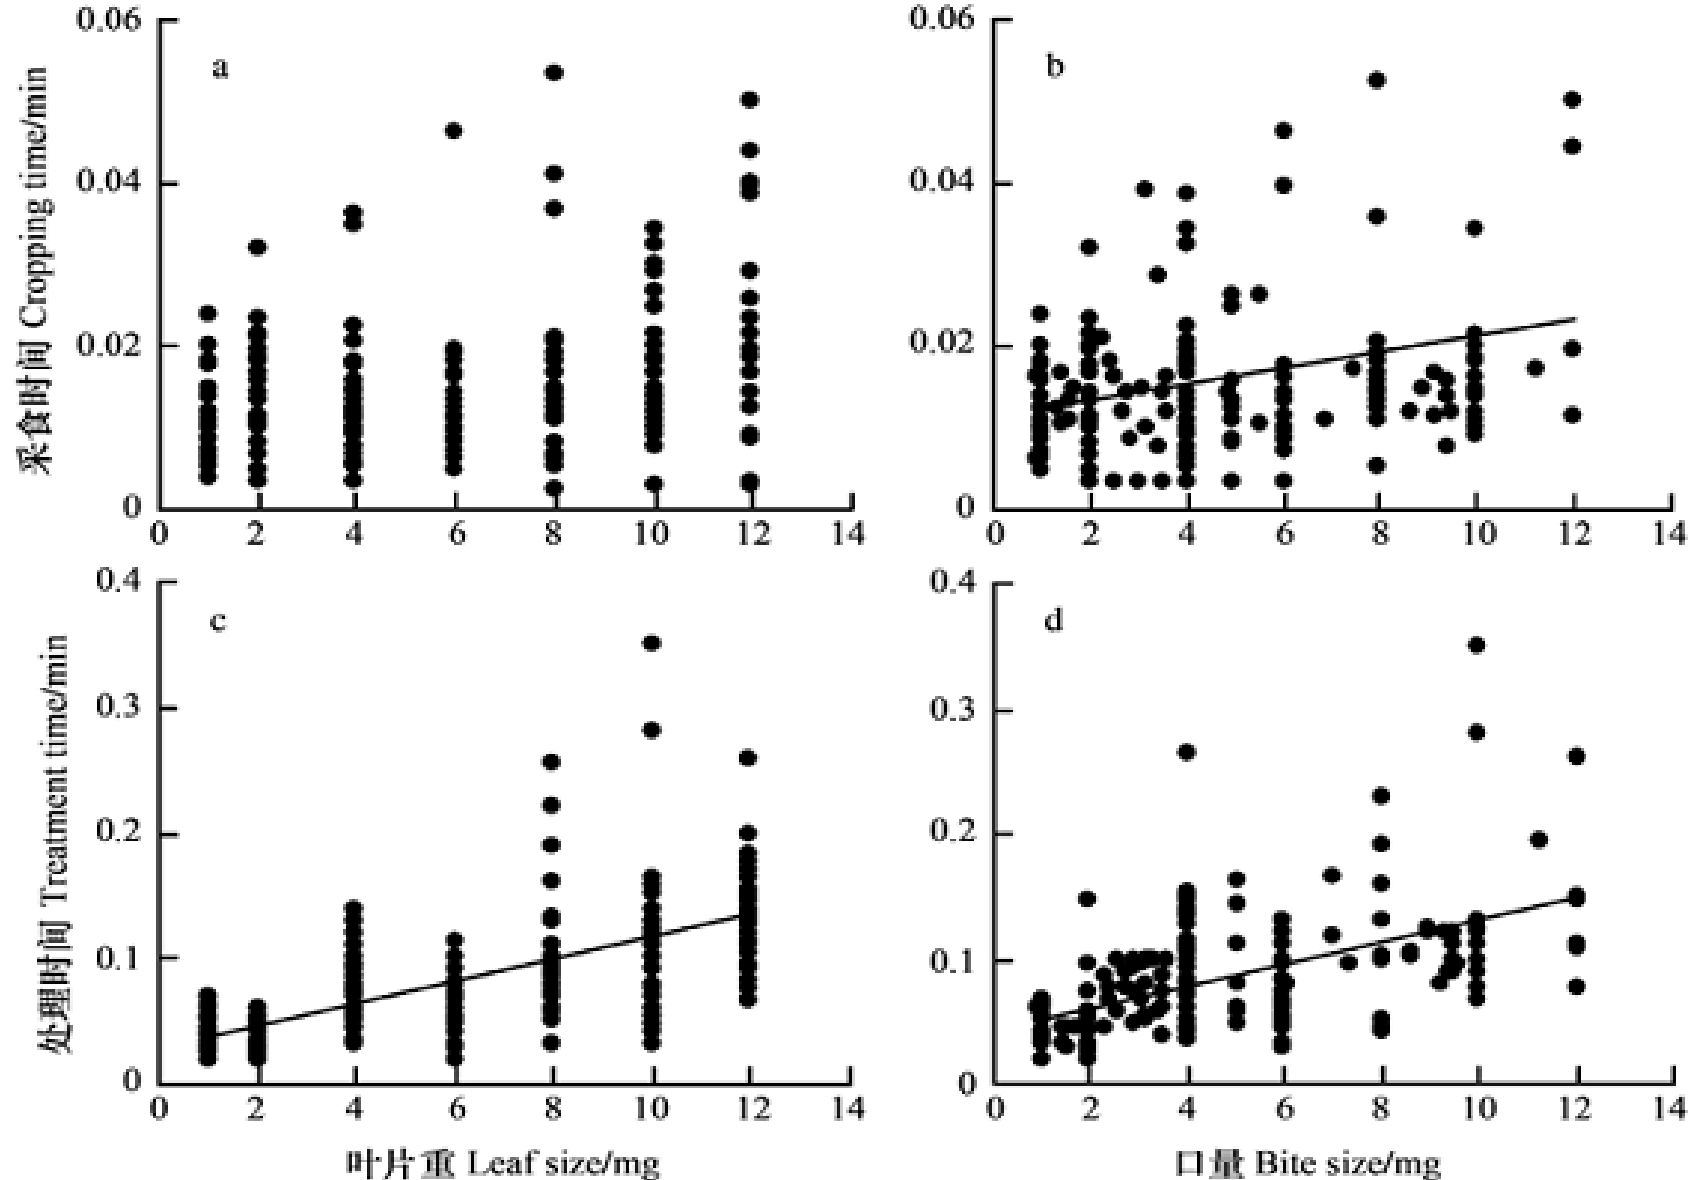 0.06
0.04
0.02
0
采食时间 Cropping time/min
a
0 2 4 6 8 10 12 14
0.06
0.04
0.02
0
b
0 2 4 6 8 10 12 14
0.4
0.3
0.2
0.1
0
处理时间 Treatment time/min
c
0 2 4 6 8 10 12 14
叶片重 Leaf size/mg
0.4
0.3
0.2
0.1
0
d
0 2 4 6 8 10 12 14
口量 Bite size/mg